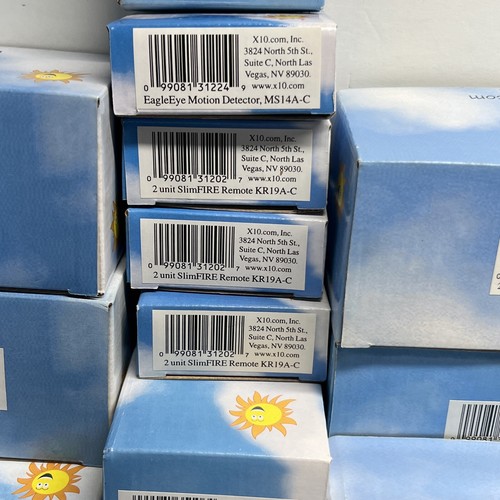 X10.com, Inc.
3824 North 5th St.,
Suite C, North Las
Vegas, NV 89030.
www.x10.com
0 99081 31224 9
EagleEye Motion Detector, MS14A-C
X10.com, Inc.
3824 North 5th St.,
Suite C, North Las
Vegas, NV 89030.
0 99081 31202 7 www.x10.com
2 unit SlimFIRE Remote KR19A-C
X10.com, Inc.
3824 North 5th St.,
Suite C, North Las
Vegas, NV 89030.
0 99081 31202 7 www.x10.com
2 unit SlimFIRE Remote KR19A-C
X10.com, Inc.
3824 North 5th St.,
Suite C, North Las
Vegas, NV 89030.
0 99081 31202 7 www.x10.com
2 unit SlimFIRE Remote KR19A-C
.com